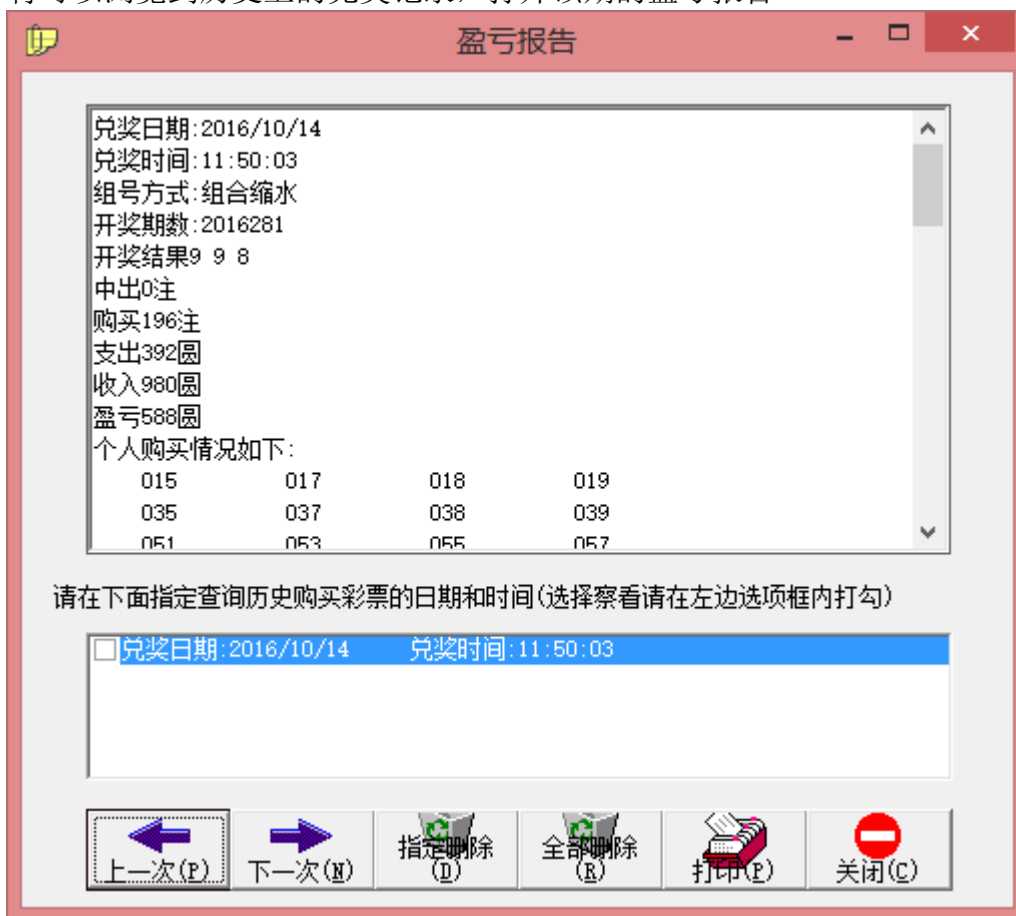 盈亏报告
兑奖日期:2016/10/14
兑奖时间:11:50:03
组号方式:组合缩水
开奖期数:2016281
开奖结果9 9 8
中出0注
购买196注
支出392圆
收入980圆
盈亏588圆
个人购买情况如下:
015 017 018 019
035 037 038 039
051 053 055 057
请在下面指定查询历史购买彩票的日期和时间(选择察看请在左边选项框内打勾)
兑奖日期:2016/10/14 兑奖时间:11:50:03
上一次(P) 下一次(N) 指定删除(D) 全部删除(R) 打印(P) 关闭(C)